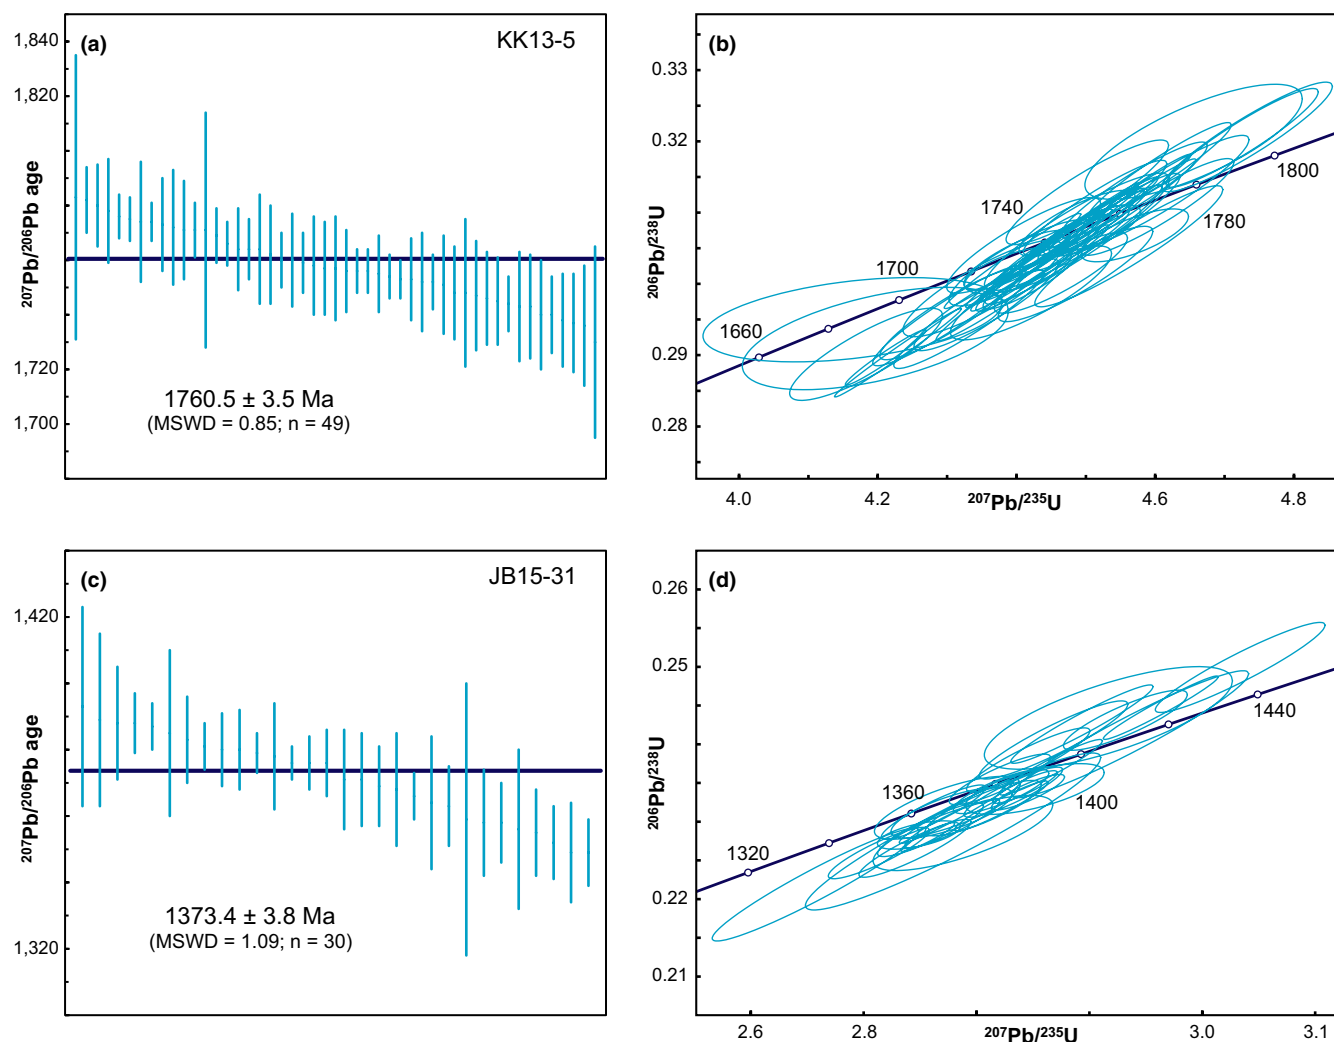 (a)
KK13-5
1,840
1,820
1,720
1,700
207Pb/206Pb age
1760.5 ± 3.5 Ma
(MSWD = 0.85; n = 49)
(b)
0.33
0.32
0.29
0.28
206Pb/238U
1660
1700
1740
1780
1800
4.0
4.2
4.6
4.8
207Pb/235U
(c)
JB15-31
1,420
1,320
207Pb/206Pb age
1373.4 ± 3.8 Ma
(MSWD = 1.09; n = 30)
(d)
0.26
0.25
0.22
0.21
206Pb/238U
1320
1360
1400
1440
2.6
2.8
3.0
3.1
207Pb/235U